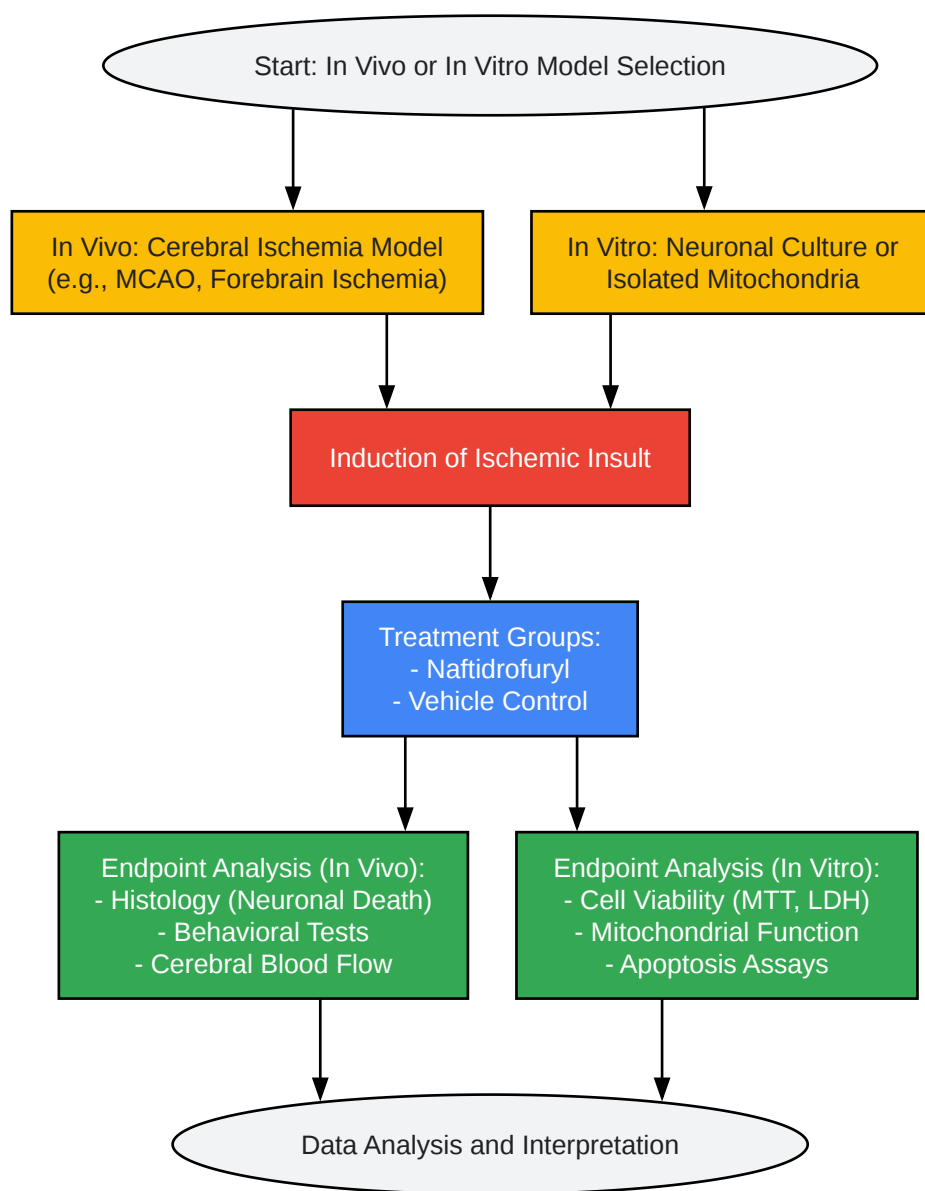 Start: In Vivo or In Vitro Model Selection
In Vivo: Cerebral Ischemia Model
(e.g., MCAO, Forebrain Ischemia)
In Vitro: Neuronal Culture or
Isolated Mitochondria
Induction of Ischemic Insult
Treatment Groups:
- Naftidrofuryl
- Vehicle Control
Endpoint Analysis (In Vivo):
- Histology (Neuronal Death)
- Behavioral Tests
- Cerebral Blood Flow
Endpoint Analysis (In Vitro):
- Cell Viability (MTT, LDH)
- Mitochondrial Function
- Apoptosis Assays
Data Analysis and Interpretation